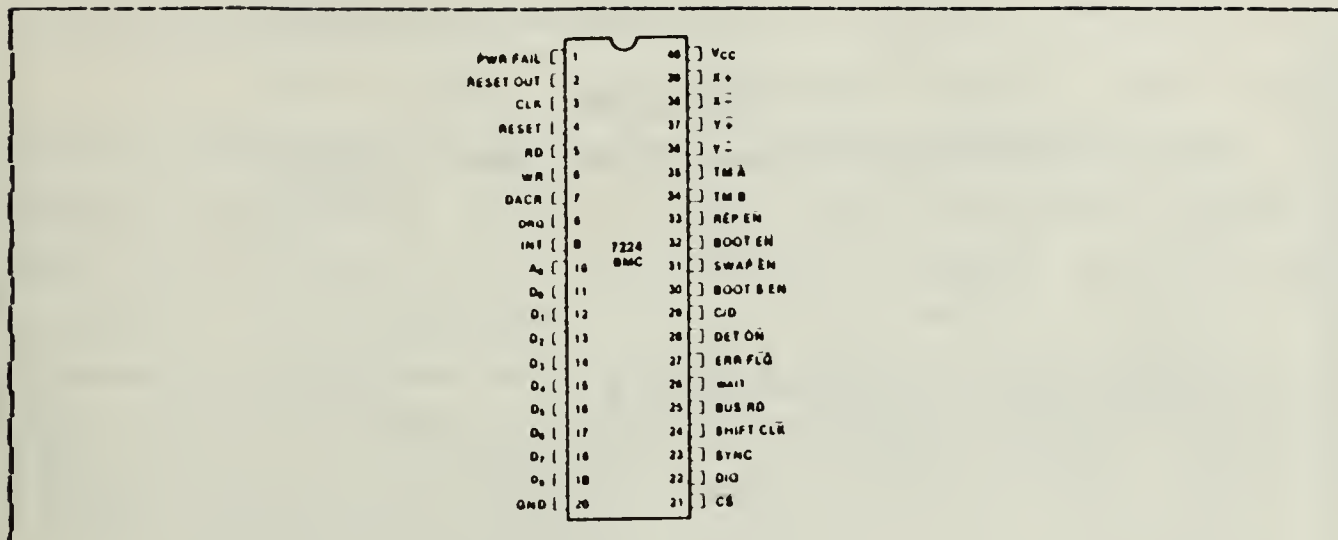 PWR FAIL 1 40 VCC
RESET OUT 2 39 X+
CLK 3 38 X-
RESET 4 37 Y+
RD 5 36 Y-
WR 6 35 TM A
DACK 7 34 TM B
DRQ 8 33 REP EN
INT 9 7224 32 BOOT EN
A0 10 BMC 31 SWAP EN
D0 11 30 BOOT S EN
D1 12 29 C/D
D2 13 28 DET ON
D3 14 27 ERR FLG
D4 15 26 WAIT
D5 16 25 BUS RD
D6 17 24 SHIFT CLK
D7 18 23 SYNC
D8 19 22 DIO
GND 20 21 CS